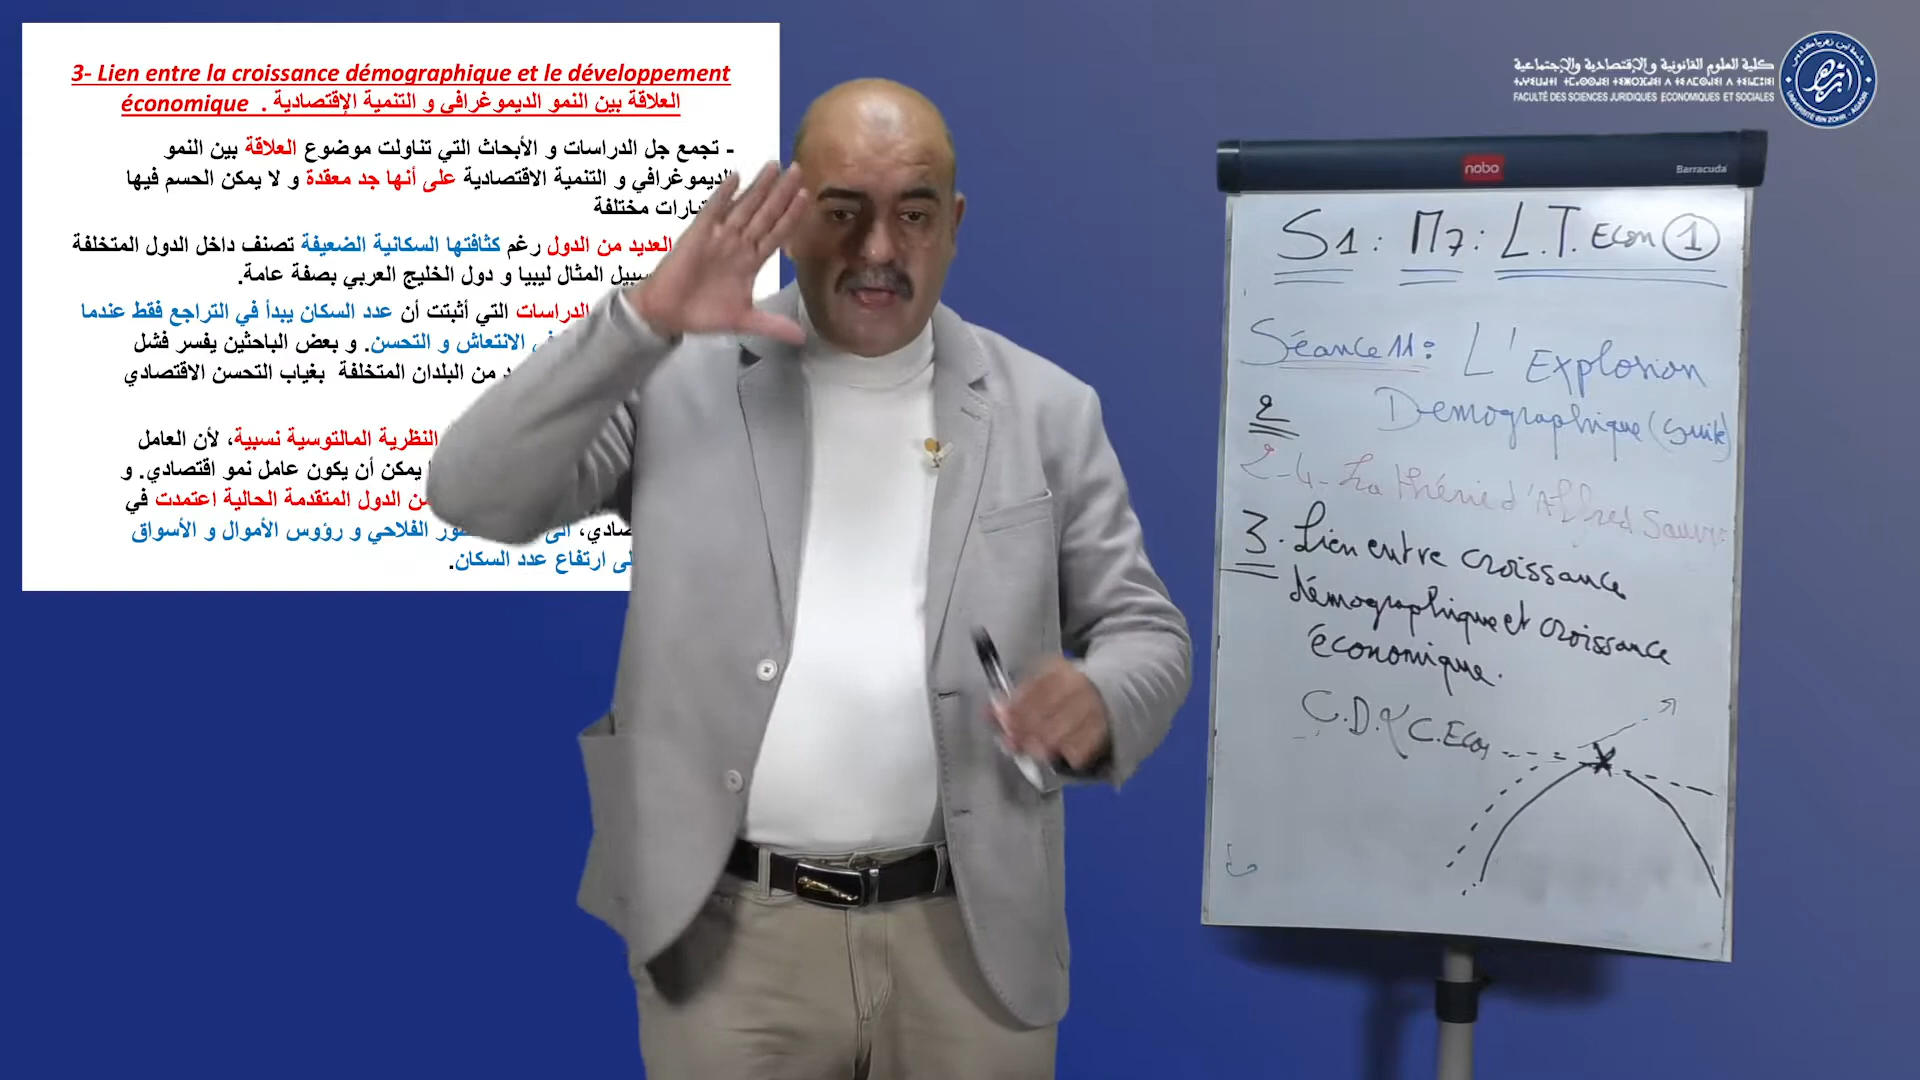 3- Lien entre la croissance démographique et le développement
économique . العلاقة بين النمو الديموغرافي و التنمية الإقتصادية
- تجمع جل الدراسات و الأبحاث التي تناولت موضوع العلاقة بين النمو
الديموغرافي و التنمية الاقتصادية على أنها جد معقدة و لا يمكن الحسم فيها
مختلفة
العديد من الدول رغم كثافتها السكانية الضعيفة تصنف داخل الدول المتخلفة
المثال ليبيا و دول الخليج العربي بصفة عامة.
الدراسات التي أثبتت أن عدد السكان يبدأ في التراجع فقط عندما
الانتعاش و التحسن. و بعض الباحثين يفسر فشل
من البلدان المتخلفة بغياب التحسن الاقتصادي
النظرية المالتوسية نسبية، لأن العامل
يمكن أن يكون عامل نمو اقتصادي. و
الدول المتقدمة الحالية اعتمدت في
الفلاحي و رؤوس الأموال و الأسواق
ارتفاع عدد السكان.
كلية العلوم القانونية والإقتصادية والإجتماعية
FACULTÉ DES SCIENCES JURIDIQUES ECONOMIQUES ET SOCIALES
UNIVERSITÉ IBN ZOHR - AGADIR
nobo
Barracuda
S1 : M7 : L.T. Econ 1
Séance 11: L'Explosion
Démographique (suite)
2
2-4- La thérie d'Alfred Sauvy
3. Lien entre croissance
démographique et croissance
économique.
C.D. & C.Eco